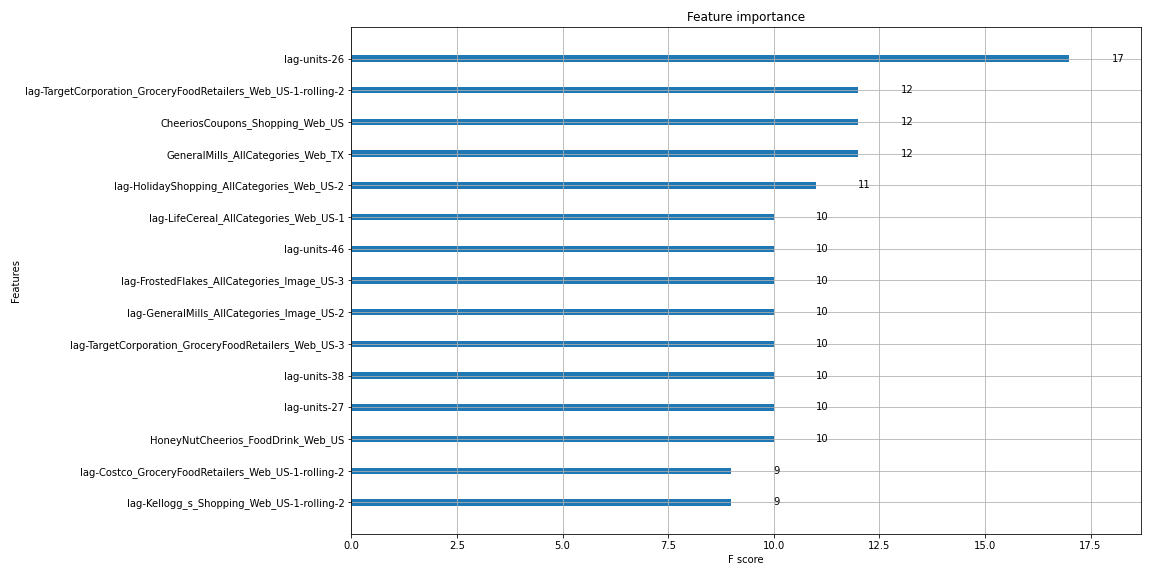 Feature importance
lag-units-26
17
lag-TargetCorporation_GroceryFoodRetailers_Web_US-1-rolling-2
12
CheeriosCoupons_Shopping_Web_US
12
GeneralMills_AllCategories_Web_TX
12
lag-HolidayShopping_AllCategories_Web_US-2
11
lag-LifeCereal_AllCategories_Web_US-1
10
lag-units-46
10
lag-FrostedFlakes_AllCategories_Image_US-3
10
lag-GeneralMills_AllCategories_Image_US-2
10
lag-TargetCorporation_GroceryFoodRetailers_Web_US-3
10
lag-units-38
10
lag-units-27
10
HoneyNutCheerios_FoodDrink_Web_US
10
lag-Costco_GroceryFoodRetailers_Web_US-1-rolling-2
9
lag-Kellogg_s_Shopping_Web_US-1-rolling-2
9
Features
0.0 2.5 5.0 7.5 10.0 12.5 15.0 17.5
F score